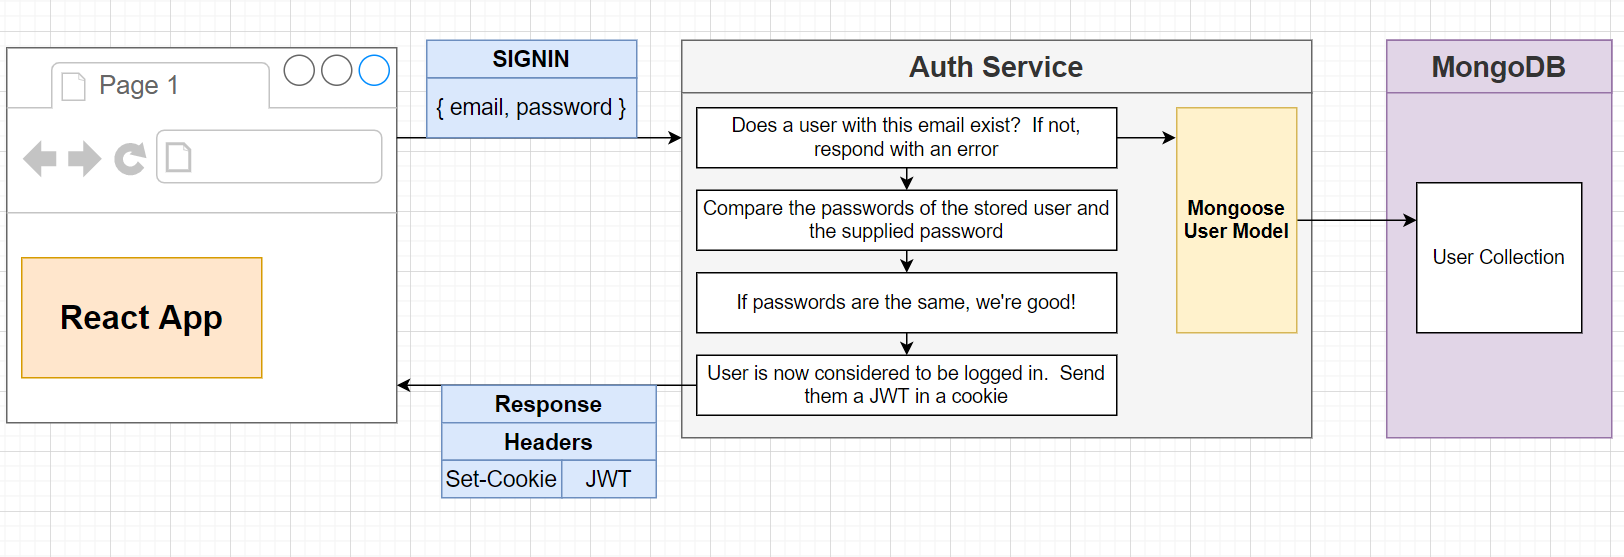 Page 1
React App
SIGNIN
{ email, password }
Auth Service
Does a user with this email exist?  If not,
respond with an error
Compare the passwords of the stored user and
the supplied password
If passwords are the same, we're good!
User is now considered to be logged in.  Send
them a JWT in a cookie
Mongoose
User Model
MongoDB
User Collection
Response
Headers
Set-Cookie
JWT